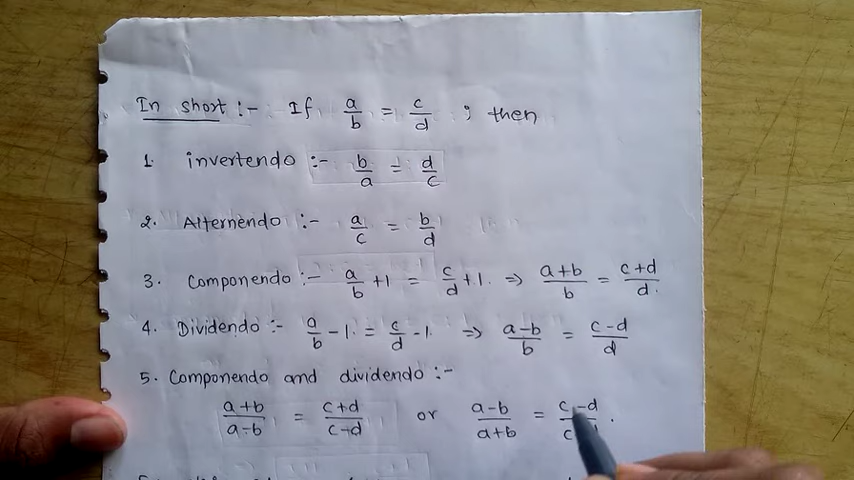 In short :- If a/b = c/d ; then
1. invertendo :- b/a = d/c
2. Alternendo :- a/c = b/d
3. Componendo :- a/b +1 = c/d +1. ⇒ a+b/b = c+d/d.
4. Dividendo :- a/b -1. = c/d -1. ⇒ a-b/b = c-d/d
5. Componendo and dividendo :-
a+b/a-b = c+d/c-d or a-b/a+b = c-d/c